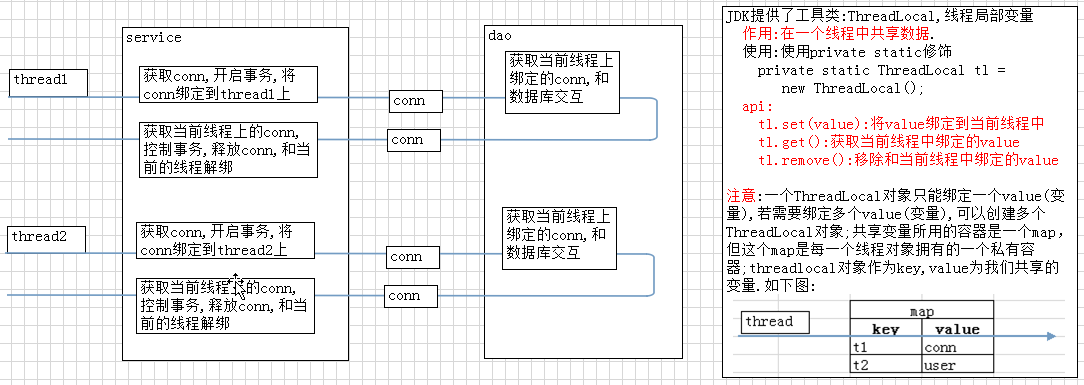 service
thread1
获取conn,开启事务,将
conn绑定到thread1上
conn
获取当前线程上的conn,
控制事务,释放conn,和当
前的线程解绑
conn
thread2
获取conn,开启事务,将
conn绑定到thread2上
conn
获取当前线程上的conn,
控制事务,释放conn,和当
前的线程解绑
conn
dao
获取当前线程上
绑定的conn,和
数据库交互
获取当前线程上
绑定的conn,和
数据库交互
JDK提供了工具类:ThreadLocal,线程局部变量
作用:在一个线程中共享数据.
使用:使用private static修饰
private static ThreadLocal tl =
new ThreadLocal();
api:
tl.set(value):将value绑定到当前线程中
tl.get():获取当前线程中绑定的value
tl.remove():移除和当前线程中绑定的value
注意:一个ThreadLocal对象只能绑定一个value(变
量),若需要绑定多个value(变量),可以创建多个
ThreadLocal对象;共享变量所用的容器是一个map,
但这个map是每一个线程对象拥有的一个私有容
器;threadlocal对象作为key,value为我们共享的
变量.如下图:
thread
map
key value
t1 conn
t2 user